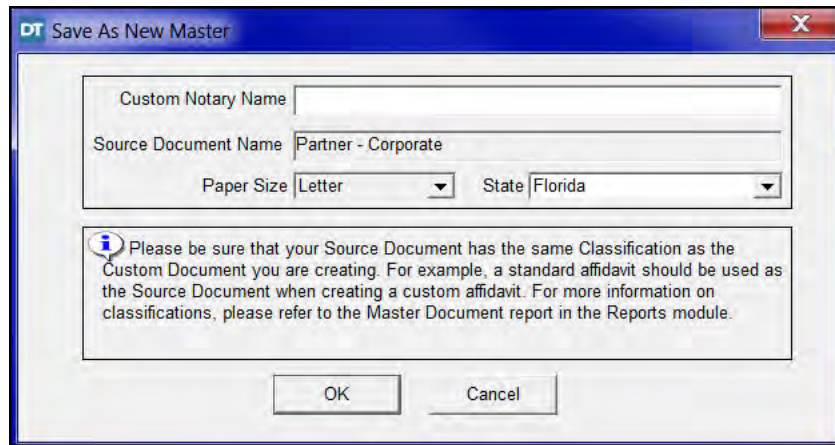 DT Save As New Master
X
Custom Notary Name
Source Document Name Partner - Corporate
Paper Size Letter State Florida
i Please be sure that your Source Document has the same Classification as the
Custom Document you are creating. For example, a standard affidavit should be used as
the Source Document when creating a custom affidavit. For more information on
classifications, please refer to the Master Document report in the Reports module.
OK Cancel